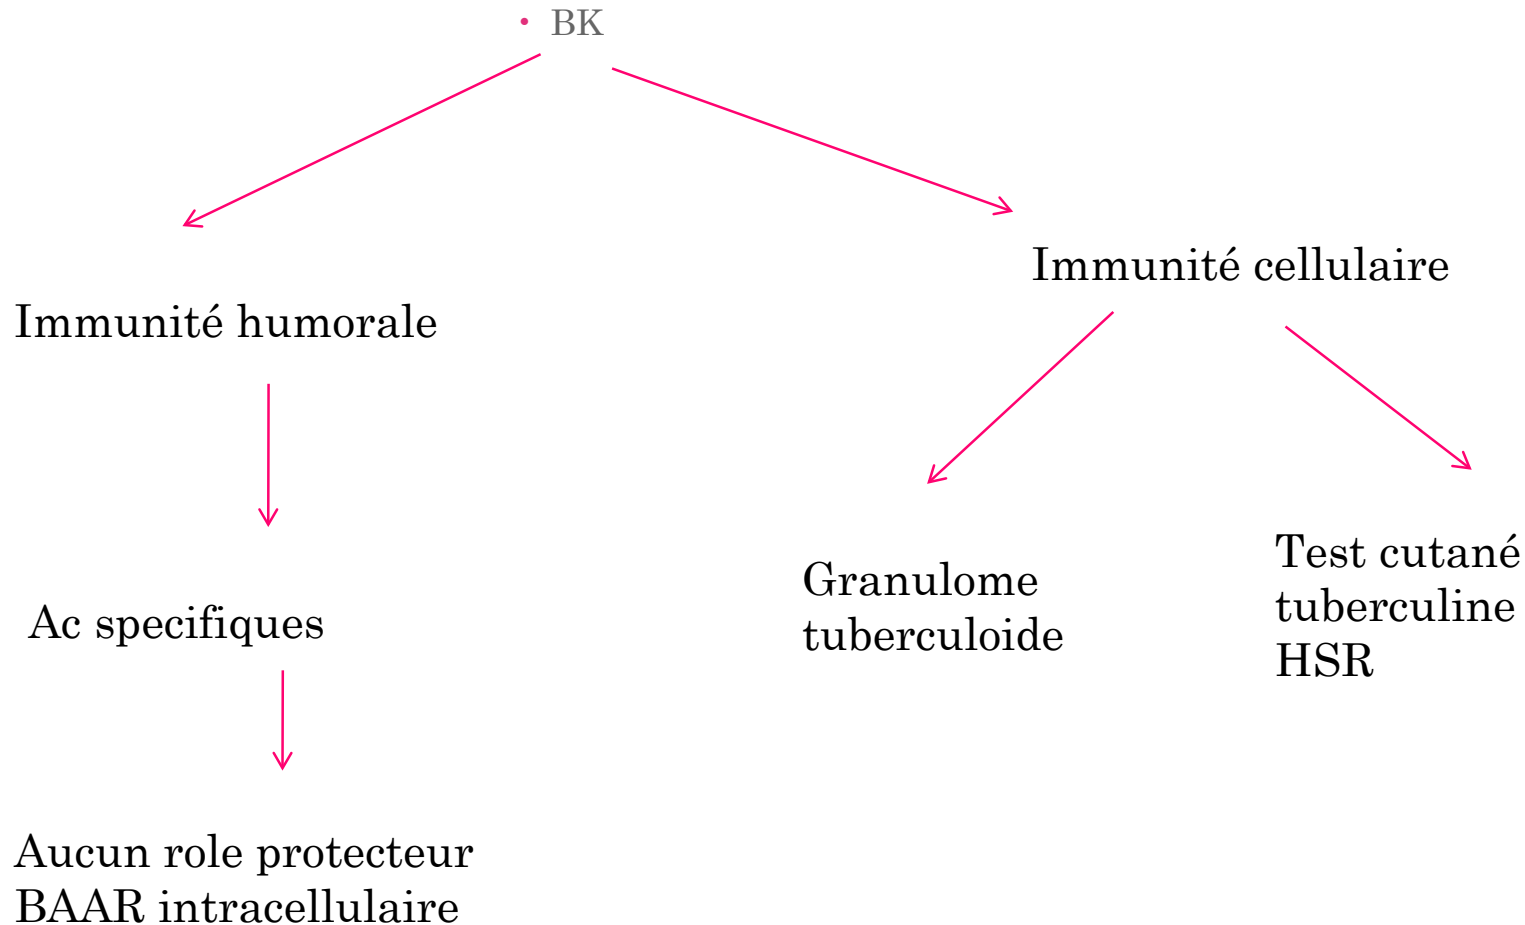 • BK
Immunité cellulaire
Immunité humorale
Test cutané
tuberculine
HSR
Granulome
tuberculoide
Ac specifiques
Aucun role protecteur
BAAR intracellulaire